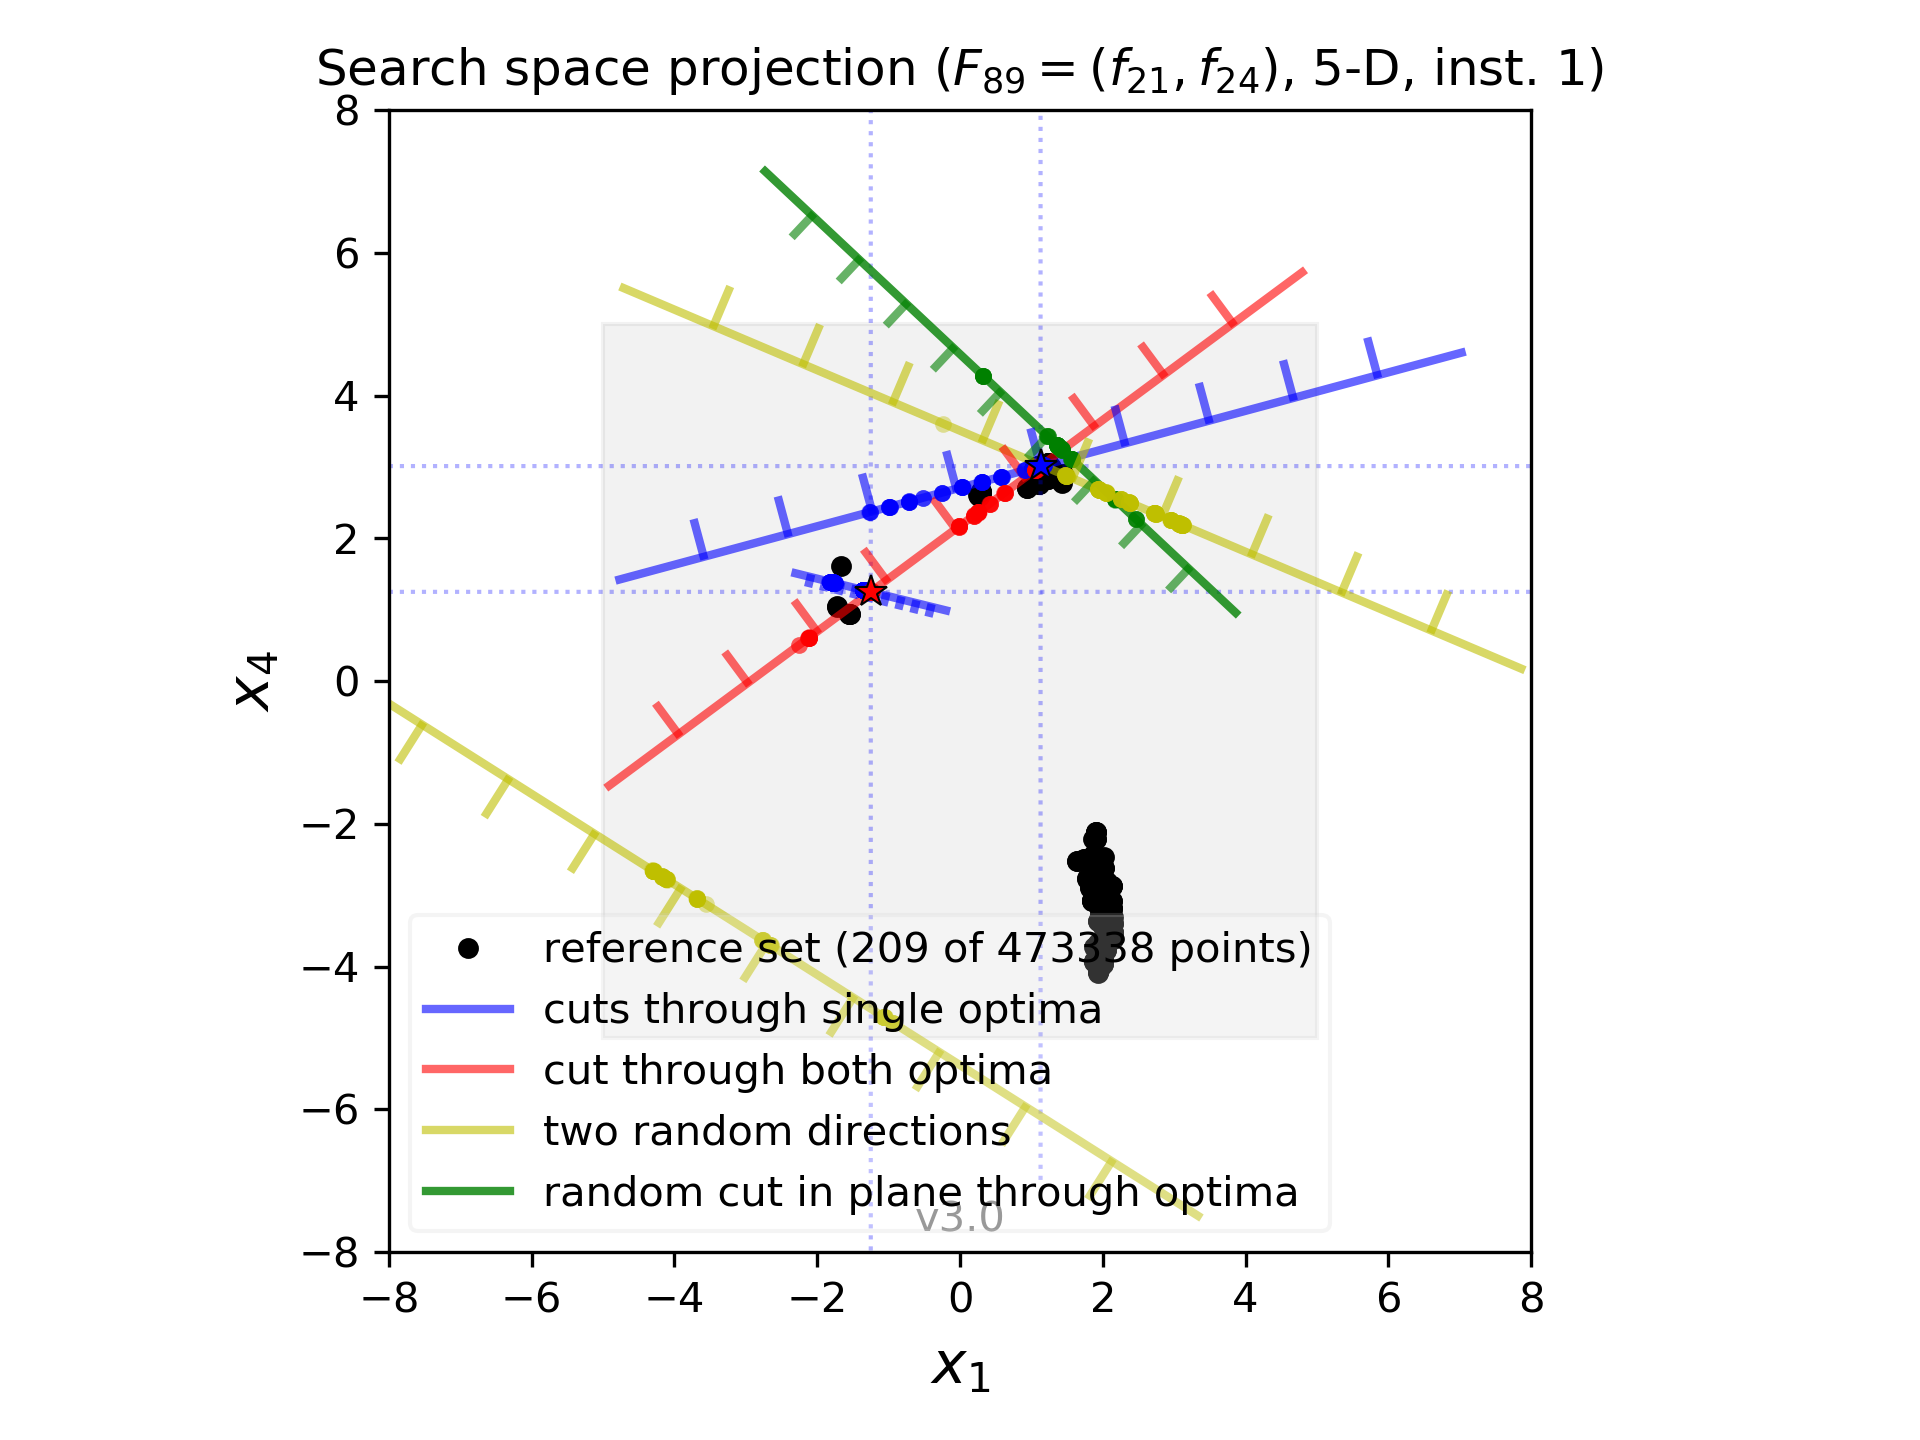 Search space projection (F₈₉ = (f₂₁, f₂₄), 5-D, inst. 1)
8
6
4
2
0
−2
−4
−6
−8
x₄
reference set (209 of 473338 points)
cuts through single optima
cut through both optima
two random directions
random cut in plane through optima
v3.0
−8 −6 −4 −2 0 2 4 6 8
x₁